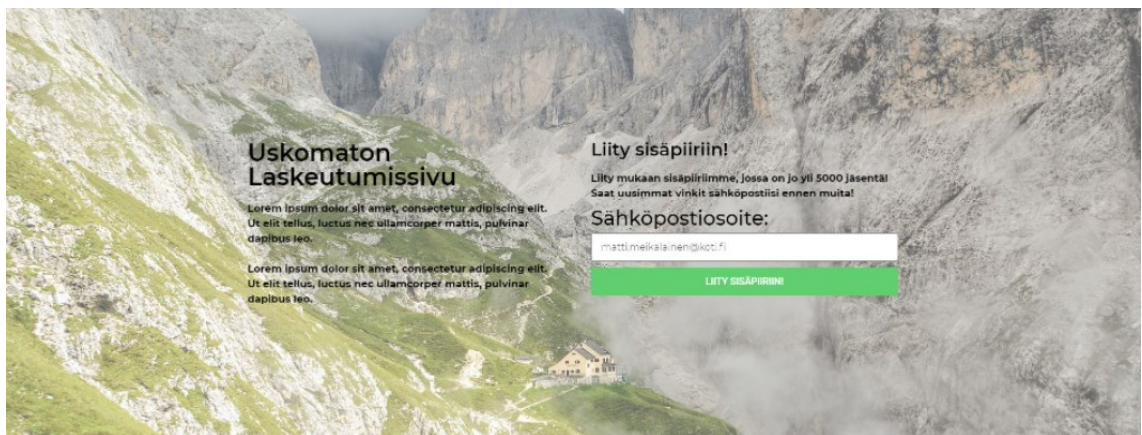 Uskomaton
Laskeutumissivu
Lorem ipsum dolor sit amet, consectetur adipiscing elit.
Ut elit tellus, luctus nec ullamcorper mattis, pulvinar
dapibus leo.
Lorem ipsum dolor sit amet, consectetur adipiscing elit.
Ut elit tellus, luctus nec ullamcorper mattis, pulvinar
dapibus leo.
Liity sisäpiiriin!
Liity mukaan sisäpiiriimme, jossa on jo yli 5000 jäsentä!
Saat uusimmat vinkit sähköpostiisi ennen muita!
Sähköpostiosoite:
matti.meikalainen@koti.fi
LIITY SISÄPIIRIIN!